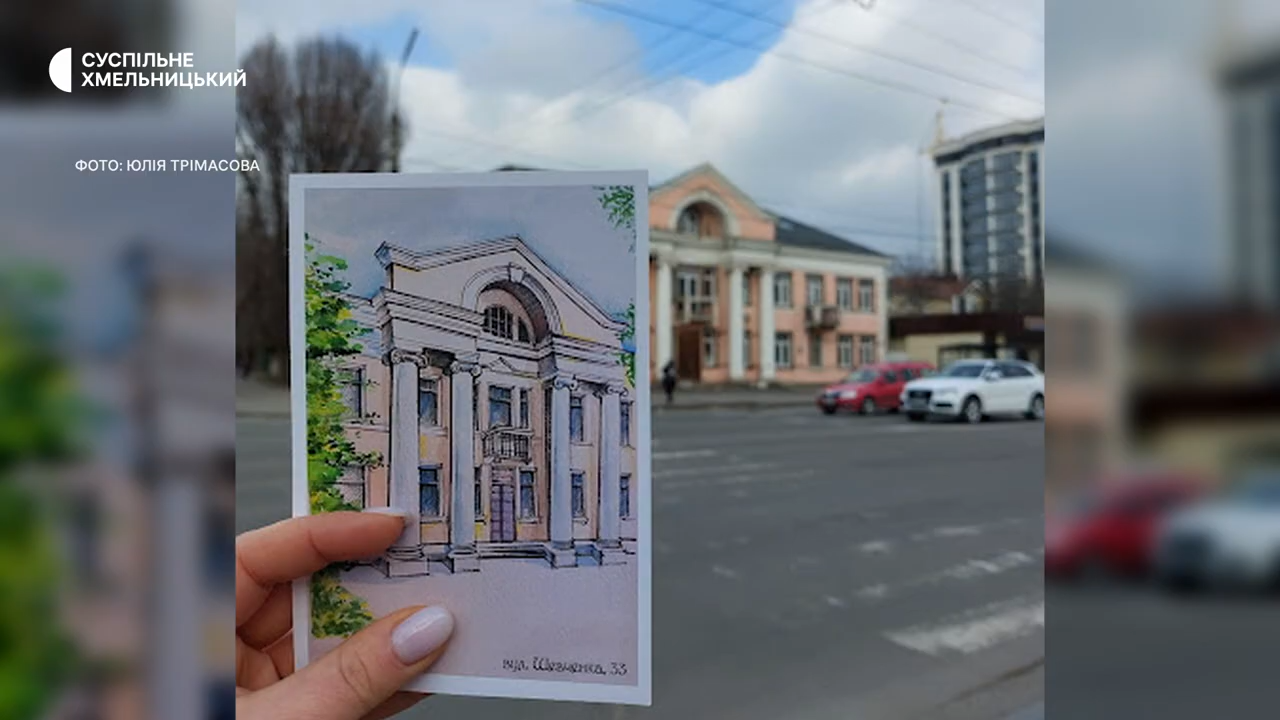 СУСПІЛЬНЕ
ХМЕЛЬНИЦЬКИЙ
ФОТО: ЮЛІЯ ТРІМАСОВА
вул. Шевченка, 33